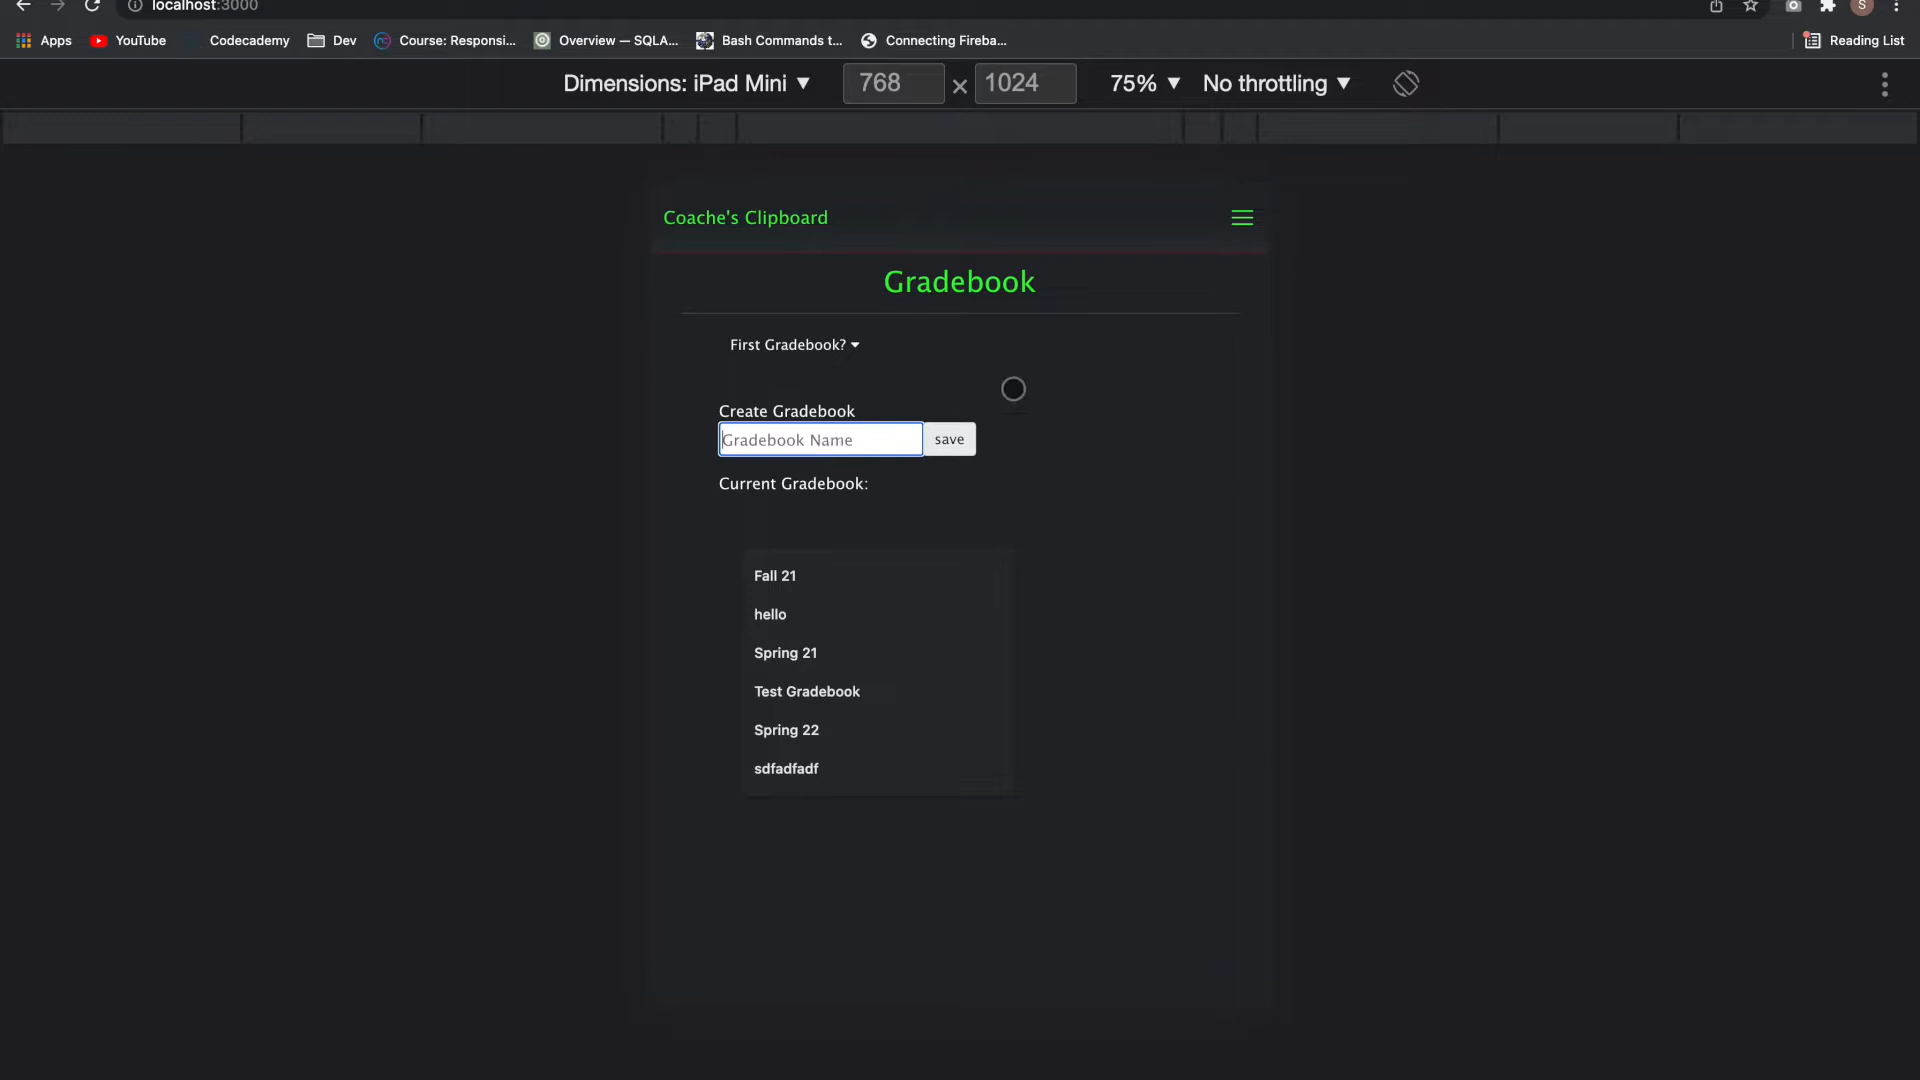 localhost:3000
Apps YouTube Codecademy Dev Course: Responsi... Overview — SQLA... Bash Commands t... Connecting Fireba... Reading List
Dimensions: iPad Mini ▼ 768 × 1024 75% ▼ No throttling ▼
Coache's Clipboard
Gradebook
First Gradebook?
Create Gradebook
Gradebook Name save
Current Gradebook:
Fall 21
hello
Spring 21
Test Gradebook
Spring 22
sdfadfadf